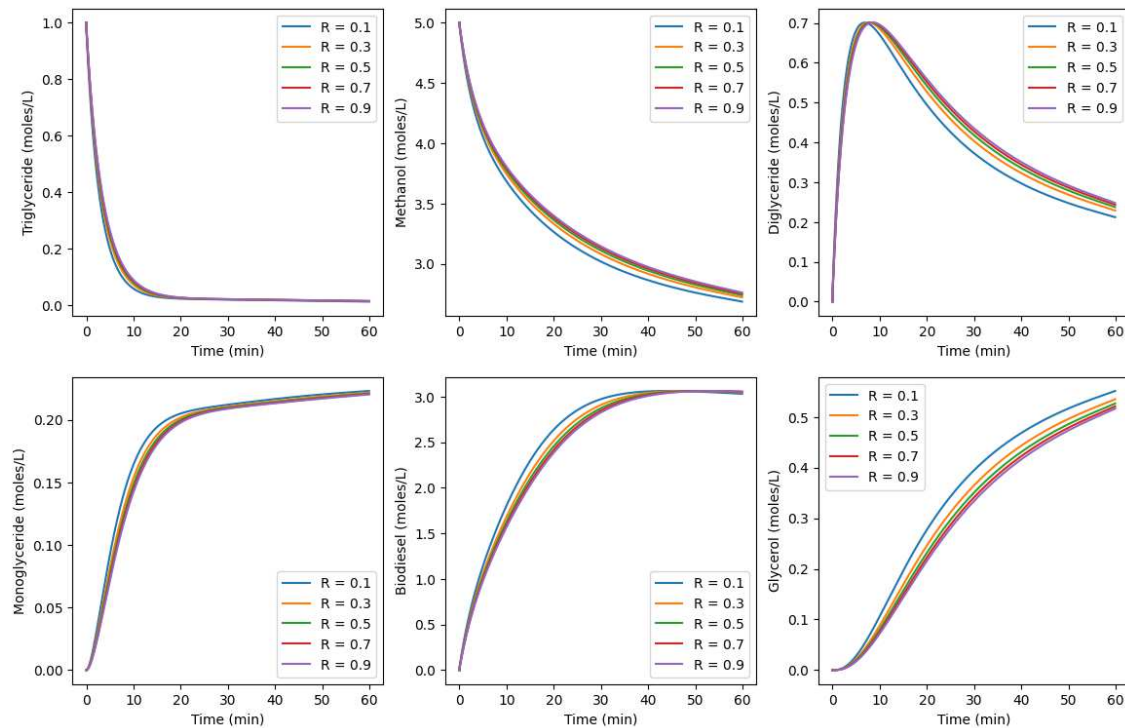 Triglyceride (moles/L)
1.0
0.8
0.6
0.4
0.2
0.0
R = 0.1
R = 0.3
R = 0.5
R = 0.7
R = 0.9
0 10 20 30 40 50 60
Time (min)
Methanol (moles/L)
5.0
4.5
4.0
3.5
3.0
R = 0.1
R = 0.3
R = 0.5
R = 0.7
R = 0.9
0 10 20 30 40 50 60
Time (min)
Diglyceride (moles/L)
0.7
0.6
0.5
0.4
0.3
0.2
0.1
0.0
R = 0.1
R = 0.3
R = 0.5
R = 0.7
R = 0.9
0 10 20 30 40 50 60
Time (min)
Monoglyceride (moles/L)
0.20
0.15
0.10
0.05
0.00
R = 0.1
R = 0.3
R = 0.5
R = 0.7
R = 0.9
0 10 20 30 40 50 60
Time (min)
Biodiesel (moles/L)
3.0
2.5
2.0
1.5
1.0
0.5
0.0
R = 0.1
R = 0.3
R = 0.5
R = 0.7
R = 0.9
0 10 20 30 40 50 60
Time (min)
Glycerol (moles/L)
0.5
0.4
0.3
0.2
0.1
0.0
R = 0.1
R = 0.3
R = 0.5
R = 0.7
R = 0.9
0 10 20 30 40 50 60
Time (min)